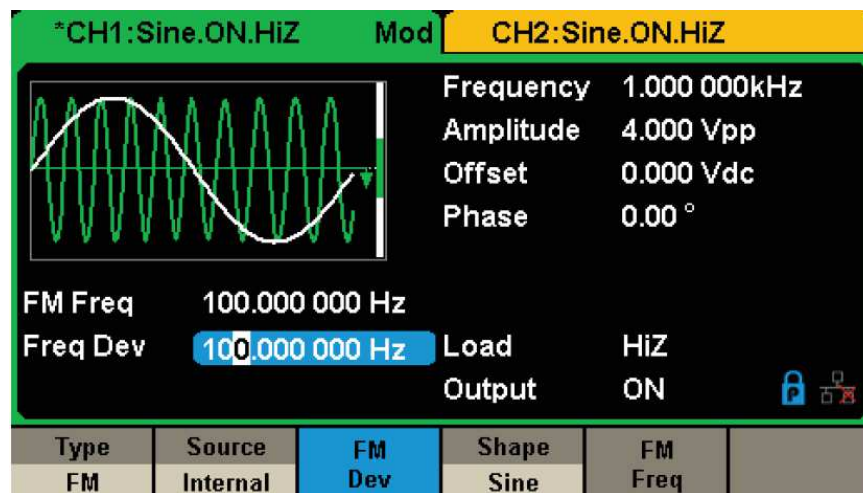 *CH1:Sine.ON.HiZ Mod CH2:Sine.ON.HiZ
Frequency 1.000 000kHz
Amplitude 4.000 Vpp
Offset 0.000 Vdc
Phase 0.00 °
FM Freq 100.000 000 Hz
Freq Dev 100.000 000 Hz Load HiZ
Output ON P
Type Source FM Shape FM
FM Internal Dev Sine Freq